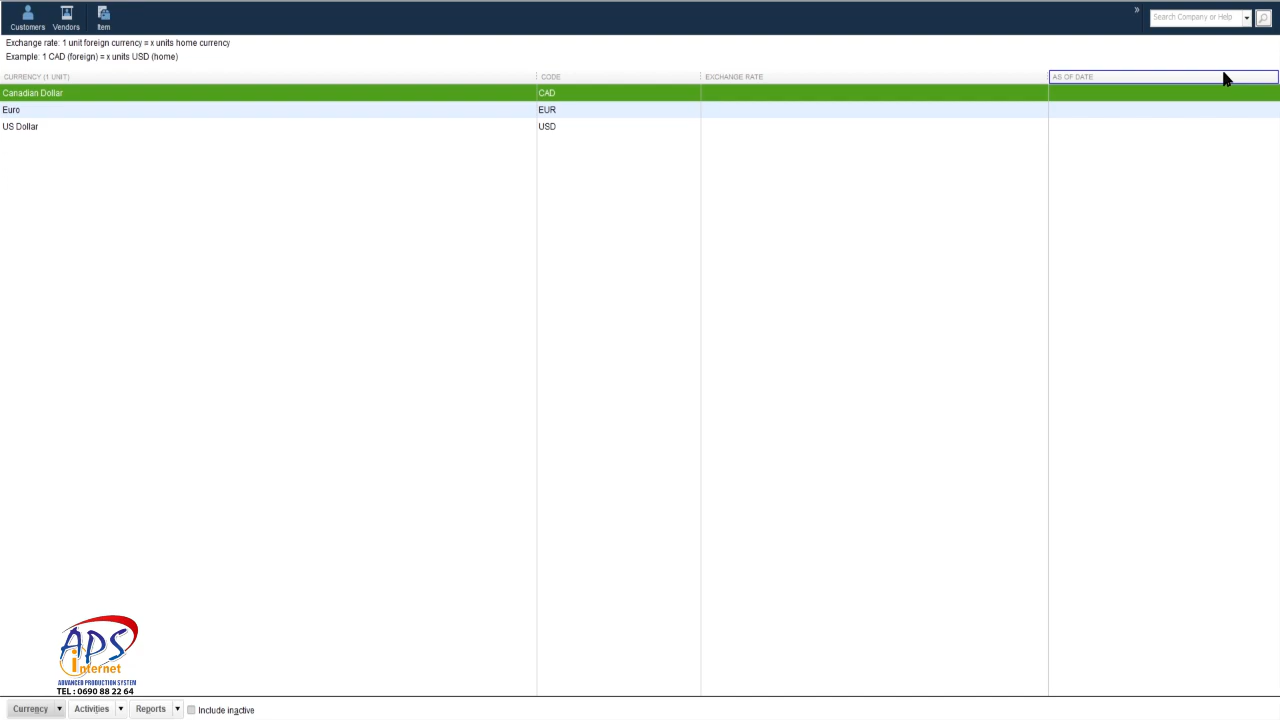 Customers Vendors Item
» Search Company or Help
Exchange rate: 1 unit foreign currency = x units home currency
Example: 1 CAD (foreign) = x units USD (home)
CURRENCY (1 UNIT) CODE EXCHANGE RATE AS OF DATE
Canadian Dollar CAD
Euro EUR
US Dollar USD
APS
internet
ADVANCED PRODUCTION SYSTEM
TEL : 0690 88 22 64
Currency Activities Reports Include inactive